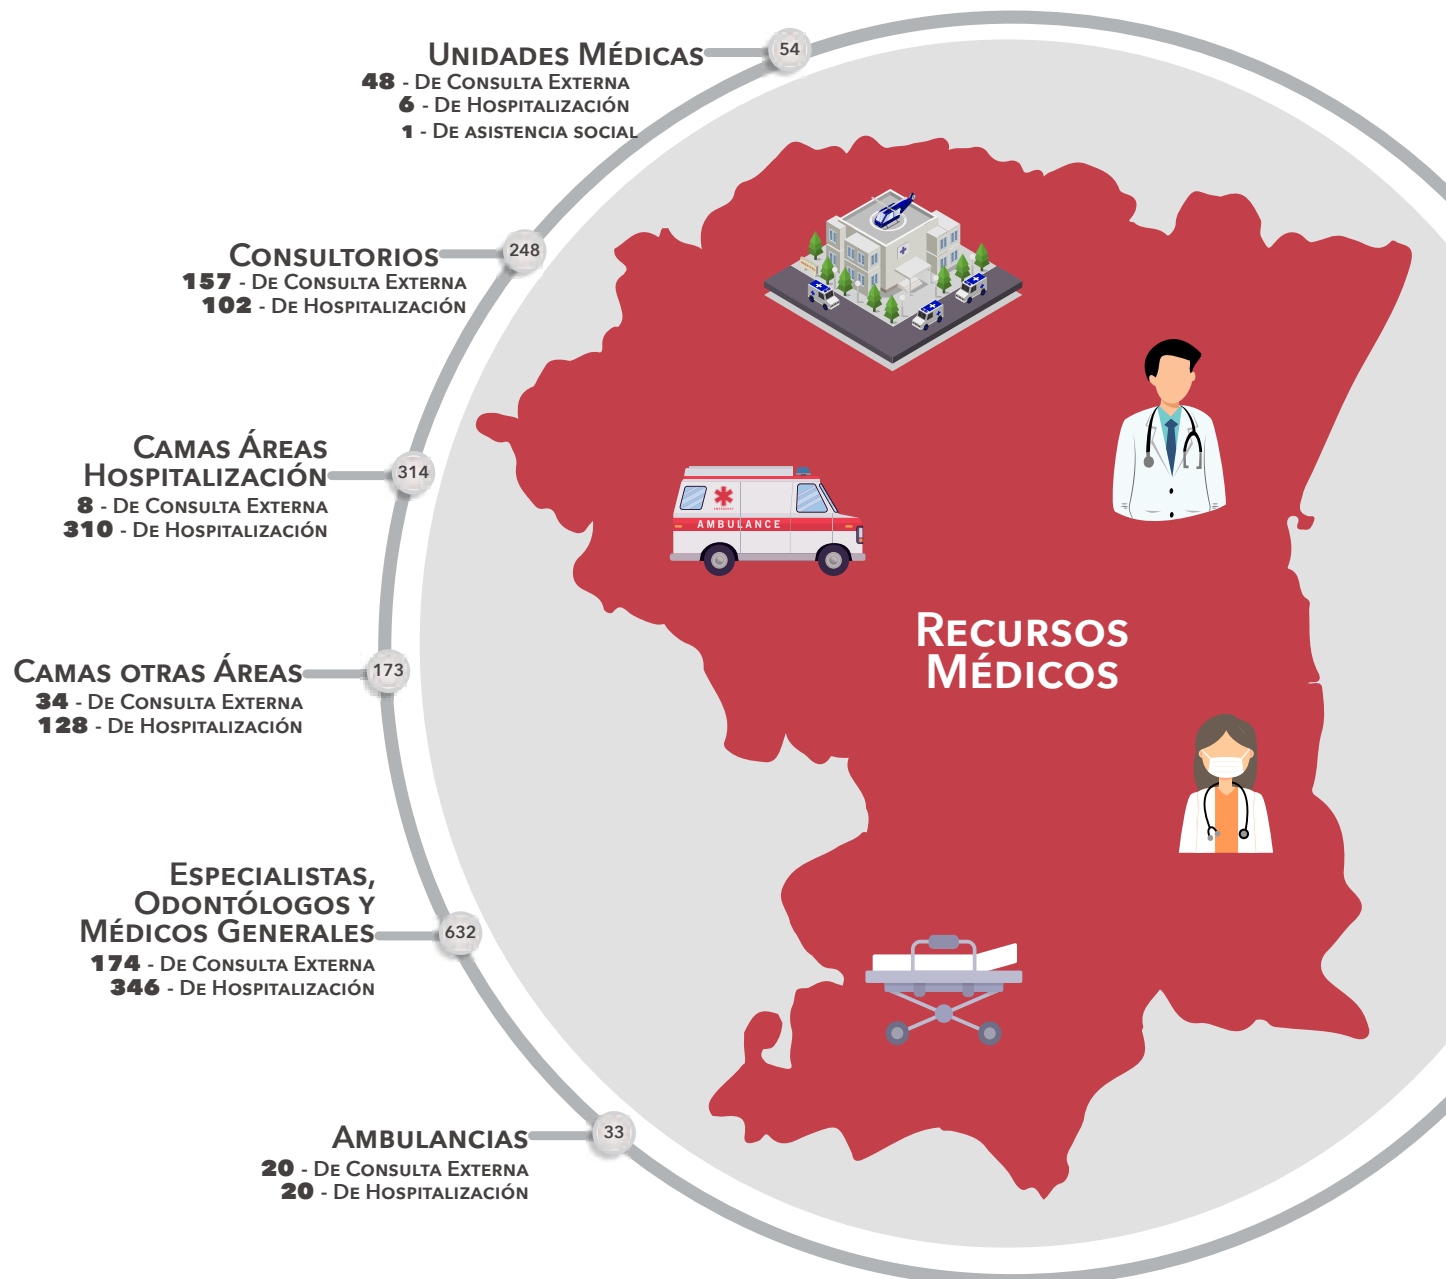 UNIDADES MÉDICAS
54
48 - DE CONSULTA EXTERNA
6 - DE HOSPITALIZACIÓN
1 - DE ASISTENCIA SOCIAL
CONSULTORIOS
248
157 - DE CONSULTA EXTERNA
102 - DE HOSPITALIZACIÓN
CAMAS ÁREAS
HOSPITALIZACIÓN
314
8 - DE CONSULTA EXTERNA
310 - DE HOSPITALIZACIÓN
AMBULANCE
RECURSOS
MÉDICOS
CAMAS OTRAS ÁREAS
173
34 - DE CONSULTA EXTERNA
128 - DE HOSPITALIZACIÓN
ESPECIALISTAS,
ODONTÓLOGOS Y
MÉDICOS GENERALES
632
174 - DE CONSULTA EXTERNA
346 - DE HOSPITALIZACIÓN
AMBULANCIAS
33
20 - DE CONSULTA EXTERNA
20 - DE HOSPITALIZACIÓN